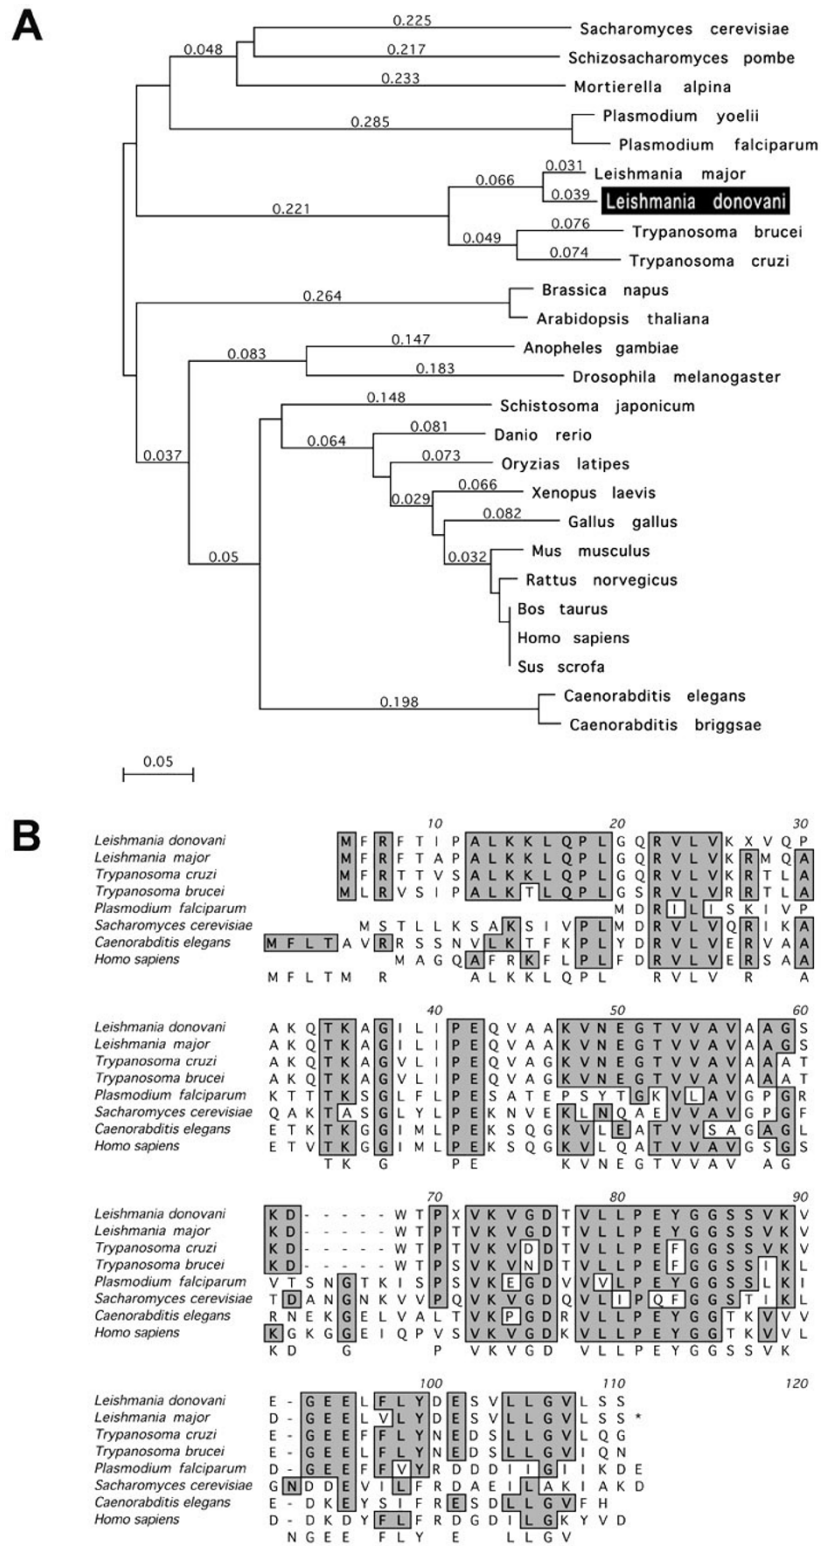 A
0.225
Sacharomyces cerevisiae
0.048
0.217
Schizosacharomyces pombe
0.233
Mortierella alpina
Plasmodium yoelii
0.285
Plasmodium falciparum
0.031
Leishmania major
0.066
0.039
Leishmania donovani
0.221
0.076
Trypanosoma brucei
0.049
0.074
Trypanosoma cruzi
0.264
Brassica napus
Arabidopsis thaliana
0.147
Anopheles gambiae
0.083
0.183
Drosophila melanogaster
0.148
Schistosoma japonicum
0.081
Danio rerio
0.064
0.037
0.073
Oryzias latipes
0.066
Xenopus laevis
0.029
0.082
Gallus gallus
0.05
0.032
Mus musculus
Rattus norvegicus
Bos taurus
Homo sapiens
Sus scrofa
0.198
Caenorabditis elegans
Caenorabditis briggsae
0.05
B
10 20 30
Leishmania donovani M F R F T I P A L K K L Q P L G Q R V L V K X V Q P
Leishmania major M F R F T A P A L K K L Q P L G Q R V L V K R M Q A
Trypanosoma cruzi M F R T T V S A L K K L Q P L G Q R V L V K R T L A
Trypanosoma brucei M L R V S I P A L K T L Q P L G S R V L V R R T L A
Plasmodium falciparum M D R I L I S K I V P
Sacharomyces cerevisiae M S T L L K S A K S I V P L M D R V L V Q R I K A
Caenorabditis elegans M F L T A V R R S S N V L K T F K P L Y D R V L V E R V A A
Homo sapiens M A G Q A F R K F L P L F D R V L V E R S A A
M F L T M R A L K K L Q P L R V L V R A
40 50 60
Leishmania donovani A K Q T K A G I L I P E Q V A A K V N E G T V V A V A A G S
Leishmania major A K Q T K A G I L I P E Q V A A K V N E G T V V A V A A G S
Trypanosoma cruzi A K Q T K A G V L I P E Q V A G K V N E G T V V A V A A A T
Trypanosoma brucei A K Q T K A G V L I P E Q V A G K V N E G T V V A V A A A T
Plasmodium falciparum K T T T K S G L F L P E S A T E P S Y T G K V L A V G P G R
Sacharomyces cerevisiae Q A K T A S G L Y L P E K N V E K L N Q A E V V A V G P G F
Caenorabditis elegans E T K T K G G I M L P E K S Q G K V L E A T V V S A G A G L
Homo sapiens E T V T K G G I M L P E K S Q G K V L Q A T V V A V G S G S
T K G P E K V N E G T V V A V A G
70 80 90
Leishmania donovani K D - - - - - W T P X V K V G D T V L L P E Y G G S S V K V
Leishmania major K D - - - - - W T P T V K V G D T V L L P E Y G G S S V K V
Trypanosoma cruzi K D - - - - - W T P T V K V D D T V L L P E F G G S S V K V
Trypanosoma brucei K D - - - - - W T P S V K V N D T V L L P E F G G S S I K V
Plasmodium falciparum V T S N G T K I S P S V K E G D V V V L P E Y G G S S L K I
Sacharomyces cerevisiae T D A N G N K V V P Q V K V G D Q V L I P Q F G G S T I K L
Caenorabditis elegans R N E K G E L V A L T V K P G D R V L L P E Y G G T K V V V
Homo sapiens K G K G G E I Q P V S V K V G D K V L L P E Y G G T K V V L
K D G P V K V G D V L L P E Y G G S S V K
100 110 120
Leishmania donovani E - G E E L F L Y D E S V L L G V L S S
Leishmania major D - G E E L V L Y D E S V L L G V L S S *
Trypanosoma cruzi E - G E E F F L Y N E D S L L G V L Q G
Trypanosoma brucei E - G E E L F L Y N E D S L L G V I Q N
Plasmodium falciparum D - G E E F F V Y R D D D I I G I I K D E
Sacharomyces cerevisiae G N D D E V I L F R D A E I L A K I A K D
Caenorabditis elegans E - D K E Y S I F R E S D L L G V F H
Homo sapiens D - D K D Y F L F R D G D I L G K Y V D
N G E E F L Y E L L G V